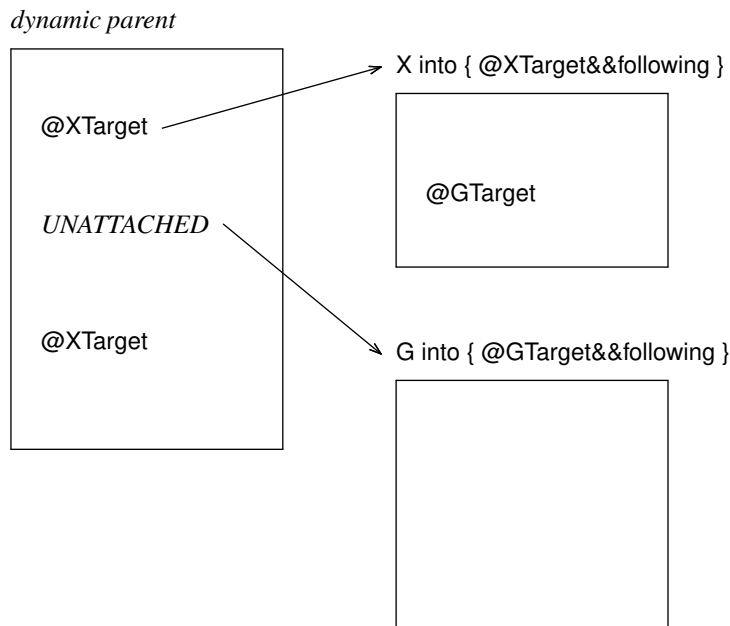 dynamic parent
X into { @XTarget&&following }
@XTarget
@GTarget
UNATTACHED
@XTarget
G into { @GTarget&&following }